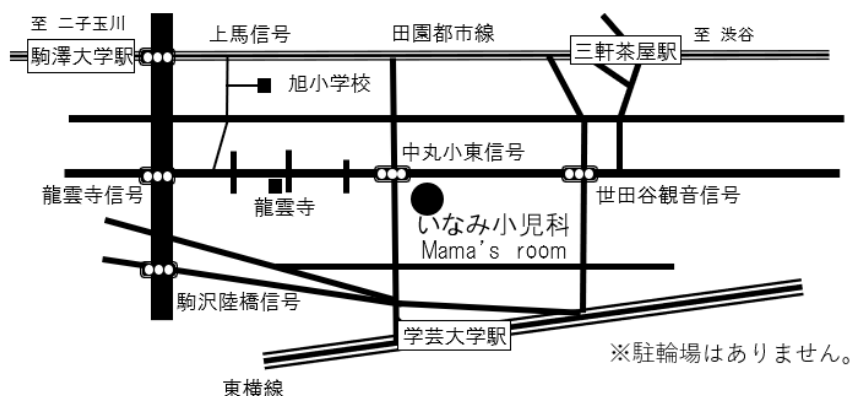 至 二子玉川
上馬信号
田園都市線
至 渋谷
駒澤大学駅
三軒茶屋駅
旭小学校
中丸小東信号
龍雲寺信号
龍雲寺
世田谷観音信号
いなみ小児科
Mama's room
駒沢陸橋信号
学芸大学駅
※駐輪場はありません。
東横線